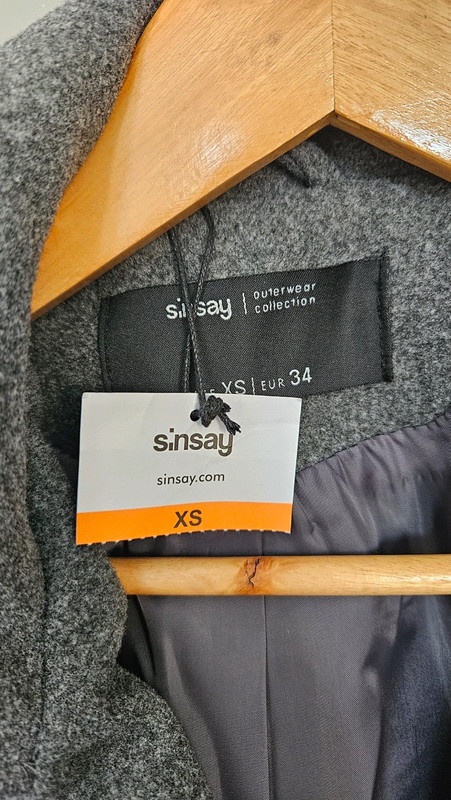 sinsay | outerwear
collection
XS | EUR 34
sinsay
sinsay.com
XS